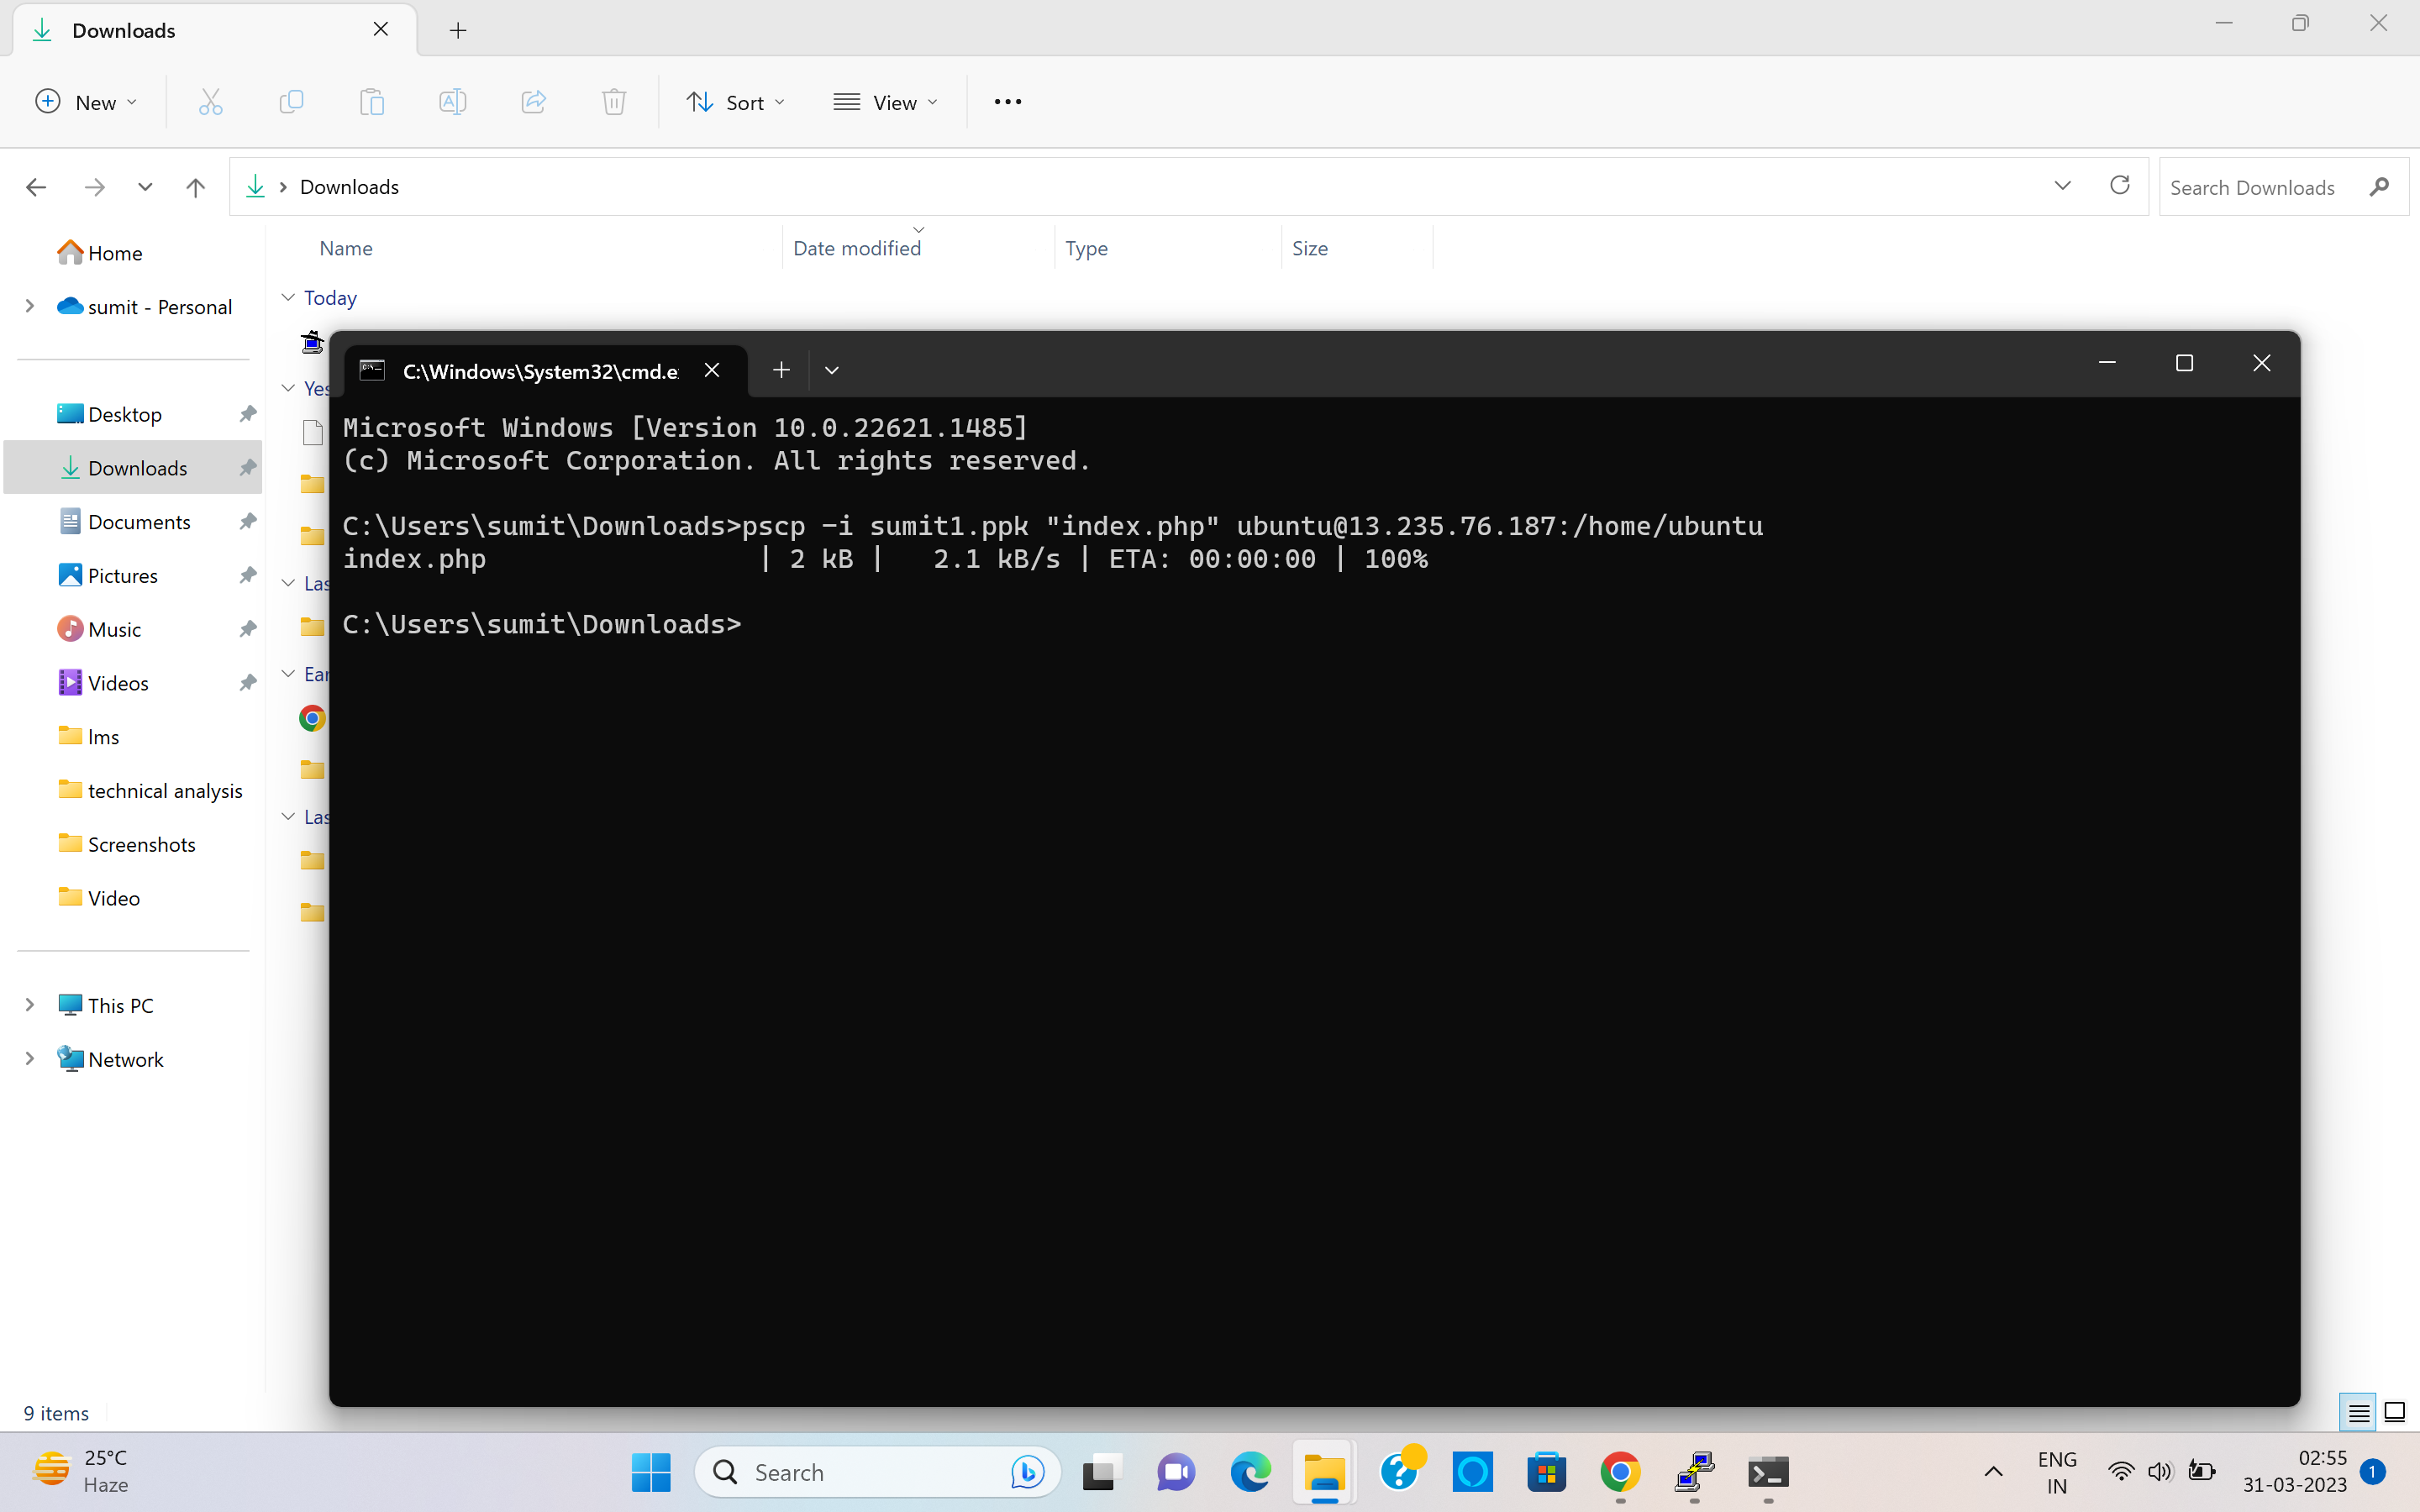 Downloads
New
Sort
View
Downloads
Search Downloads
Name
Date modified
Type
Size
Home
sumit - Personal
Desktop
Downloads
Documents
Pictures
Music
Videos
lms
technical analysis
Screenshots
Video
This PC
Network
Today
Yes
Las
Ear
Las
C:\Windows\System32\cmd.e
Microsoft Windows [Version 10.0.22621.1485]
(c) Microsoft Corporation. All rights reserved.
C:\Users\sumit\Downloads>pscp -i sumit1.ppk "index.php" ubuntu@13.235.76.187:/home/ubuntu
index.php | 2 kB | 2.1 kB/s | ETA: 00:00:00 | 100%
C:\Users\sumit\Downloads>
9 items
25°C
Haze
Search
ENG
IN
02:55
31-03-2023
1